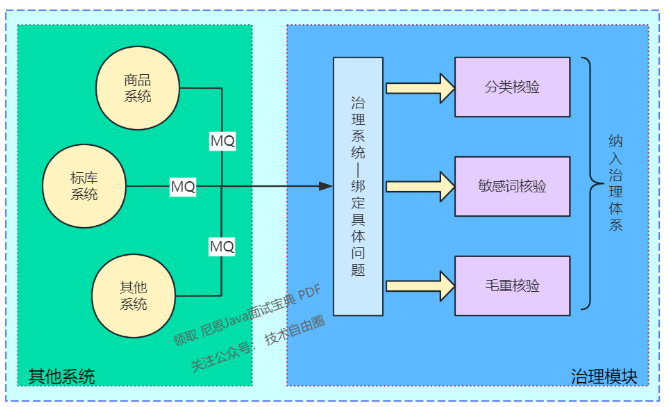 商品
系统
标库
系统
其他
系统
MQ
MQ
MQ
其他系统
治理系统—绑定具体问题
分类核验
敏感词核验
毛重核验
纳入治理体系
治理模块
领取 尼恩Java面试宝典 PDF
关注公众号： 技术自由圈